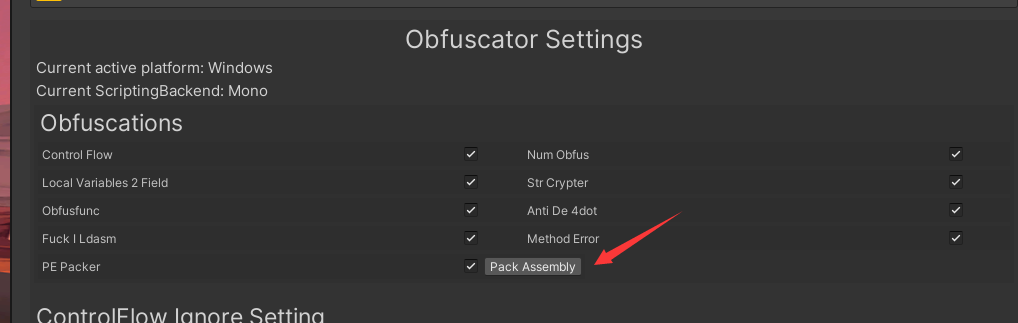 Obfuscator Settings
Current active platform: Windows
Current ScriptingBackend: Mono
Obfuscations
Control Flow Num Obfus
Local Variables 2 Field Str Crypter
Obfusfunc Anti De 4dot
Fuck I Ldasm Method Error
PE Packer Pack Assembly
ControlFlow Ignore Setting